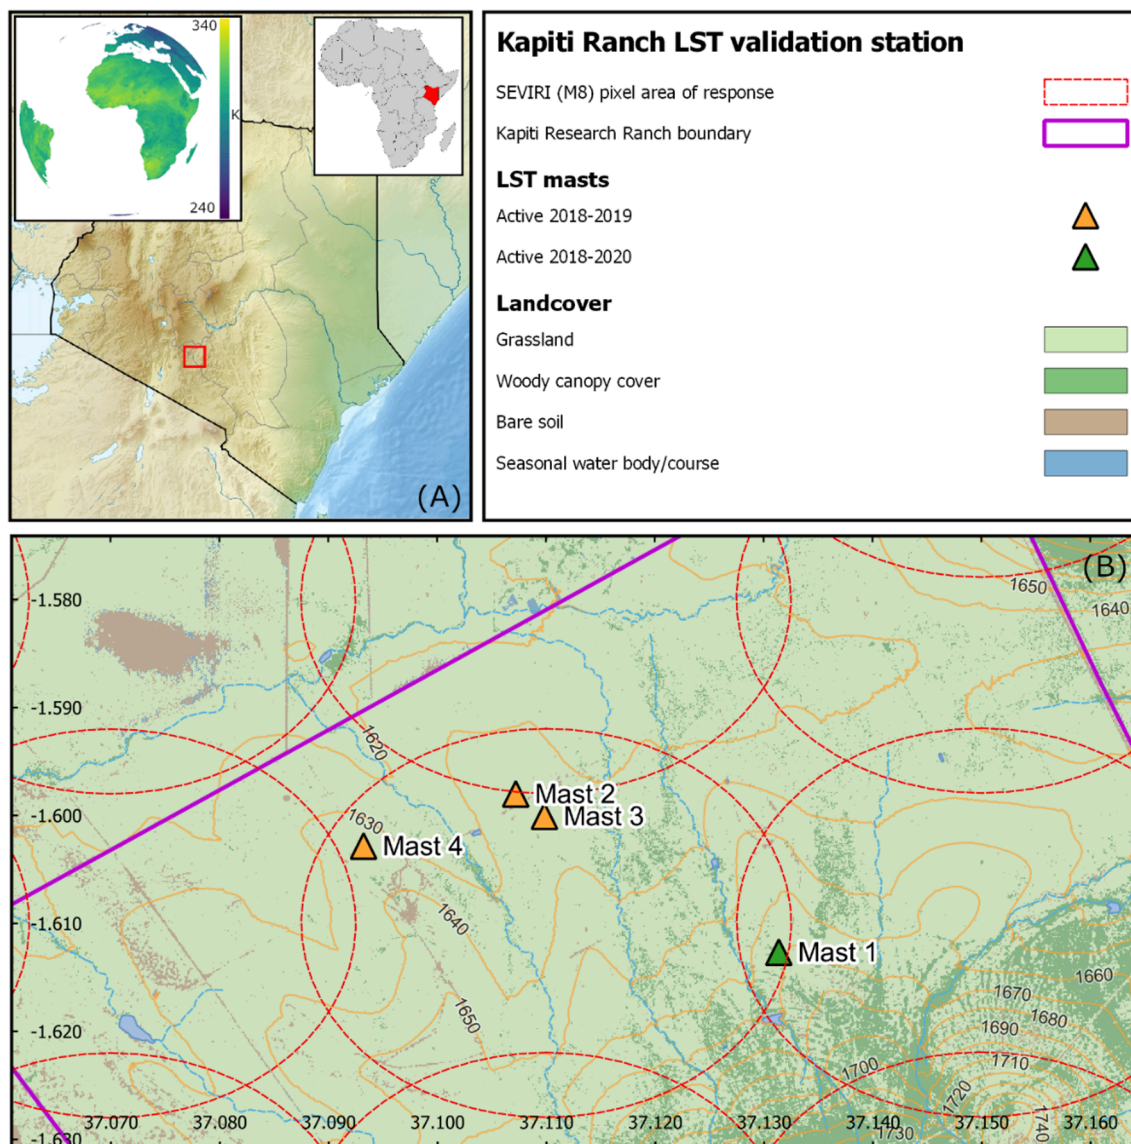 340
K
240
(A)
Kapiti Ranch LST validation station
SEVIRI (M8) pixel area of response
Kapiti Research Ranch boundary
LST masts
Active 2018-2019
Active 2018-2020
Landcover
Grassland
Woody canopy cover
Bare soil
Seasonal water body/course
(B)
1650
1640
-1.580
-1.590
1620
-1.600
Mast 2
Mast 3
1630
Mast 4
-1.610
1640
Mast 1
1660
1650
1670
1680
-1.620
1690
1700
1710
1720
37.070
37.080
37.090
37.100
37.110
37.120
37.130
37.140
37.150
37.160
-1.630
1730
1740